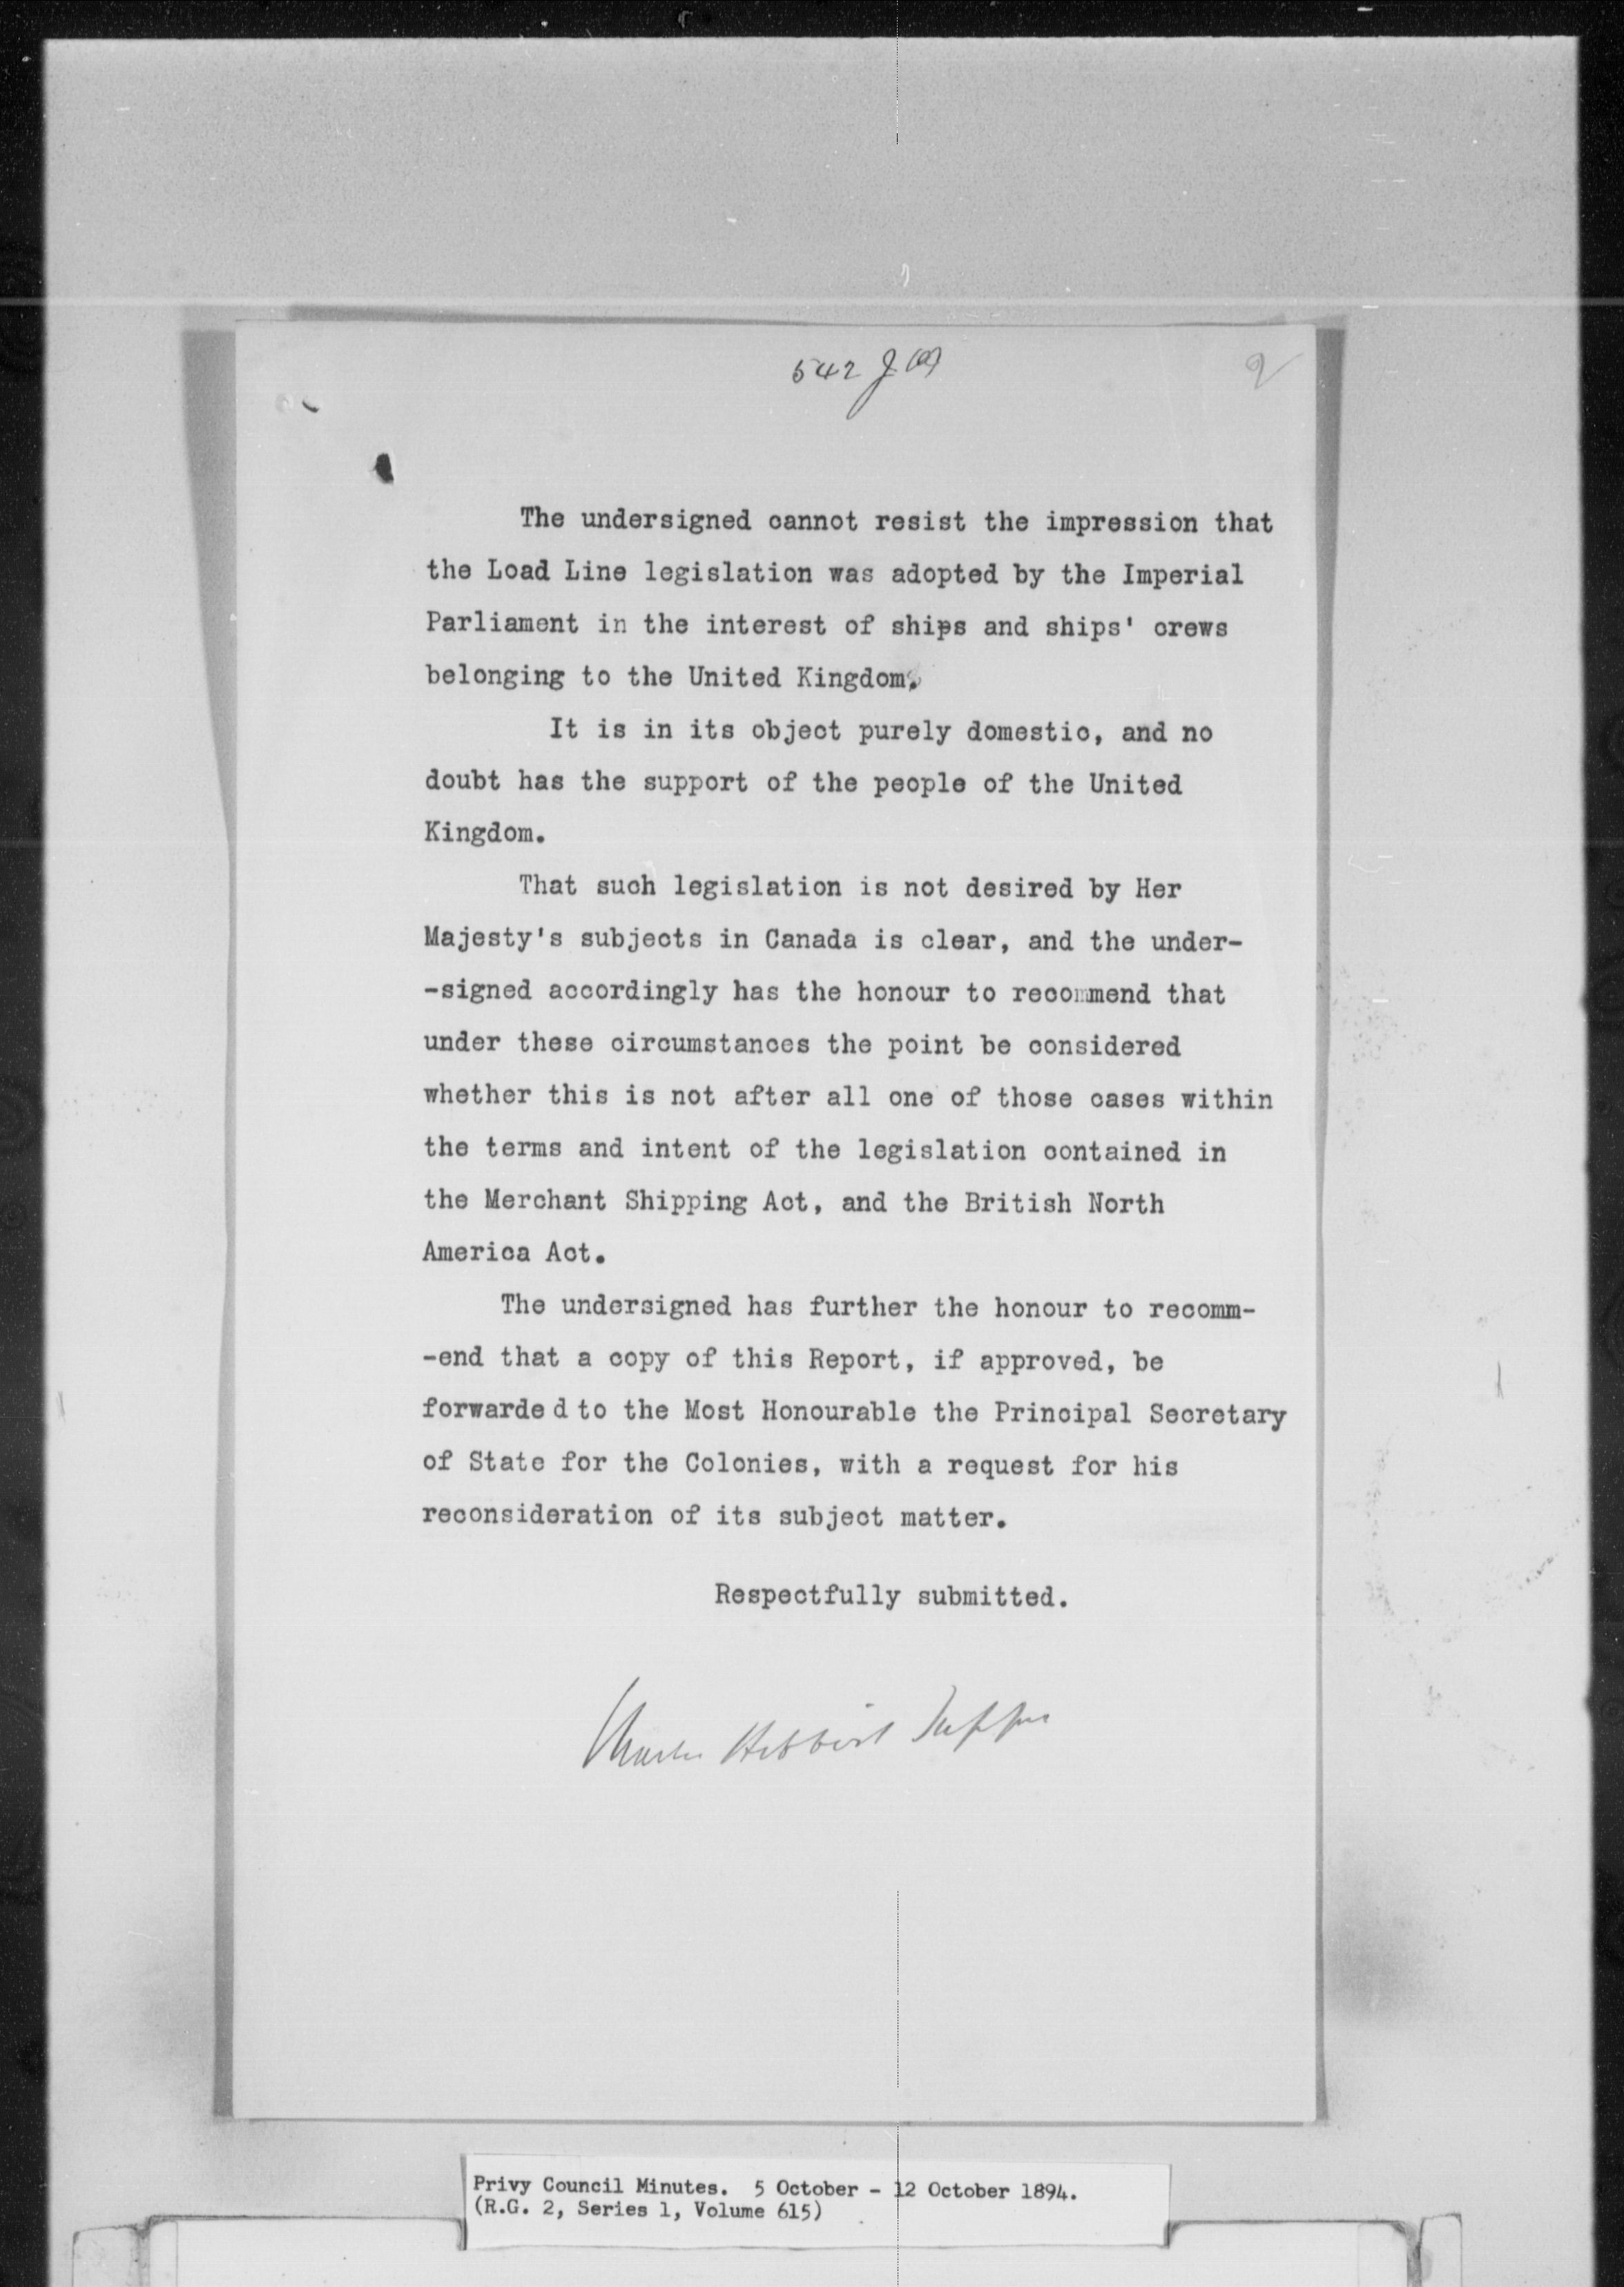 542 J
2
The undersigned cannot resist the impression that
the Load Line legislation was adopted by the Imperial
Parliament in the interest of ships and ships' crews
belonging to the United Kingdom.
It is in its object purely domestic, and no
doubt has the support of the people of the United
Kingdom.
That such legislation is not desired by Her
Majesty's subjects in Canada is clear, and the under-
-signed accordingly has the honour to recommend that
under these circumstances the point be considered
whether this is not after all one of those cases within
the terms and intent of the legislation contained in
the Merchant Shipping Act, and the British North
America Act.
The undersigned has further the honour to recomm-
-end that a copy of this Report, if approved, be
forwarded to the Most Honourable the Principal Secretary
of State for the Colonies, with a request for his
reconsideration of its subject matter.
Respectfully submitted.
Charles Hibbert Tupper
Privy Council Minutes. 5 October - 12 October 1894.
(R.G. 2, Series 1, Volume 615)